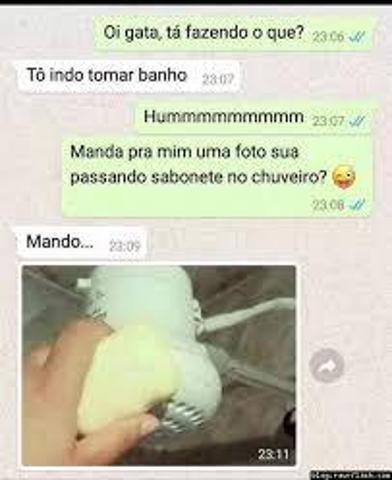 Oi gata, tá fazendo o que? 23:06
Tô indo tomar banho 23:07
Hummmmmmmmmm 23:07
Manda pra mim uma foto sua
passando sabonete no chuveiro? 😜
23:08
Mando... 23:09
23:11